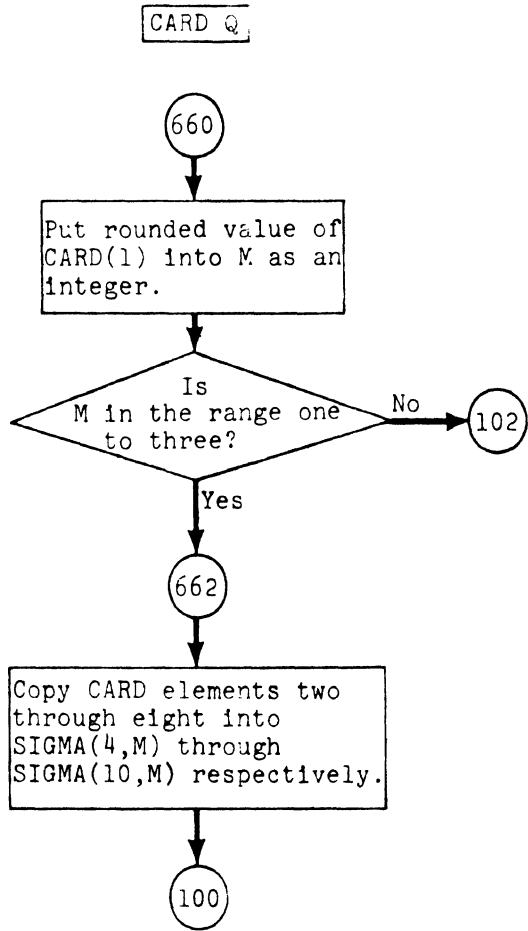 CARD Q
660
Put rounded value of
CARD(1) into M as an
integer.
Is
M in the range one
to three?
No
102
Yes
662
Copy CARD elements two
through eight into
SIGMA(4,M) through
SIGMA(10,M) respectively.
100